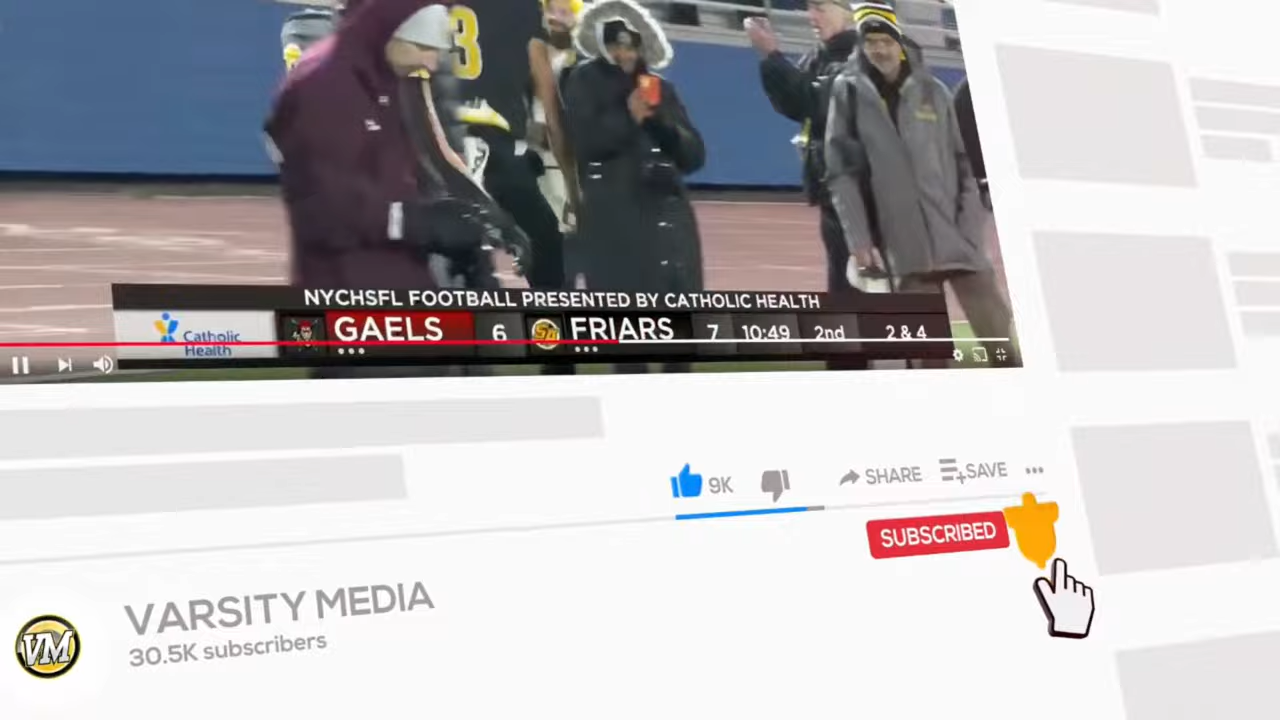 3
NYCHSFL FOOTBALL PRESENTED BY CATHOLIC HEALTH
Catholic Health
GAELS 6 FRIARS 7 10:49 2nd 2 & 4
9K SHARE SAVE
SUBSCRIBED
VARSITY MEDIA
30.5K subscribers
VM